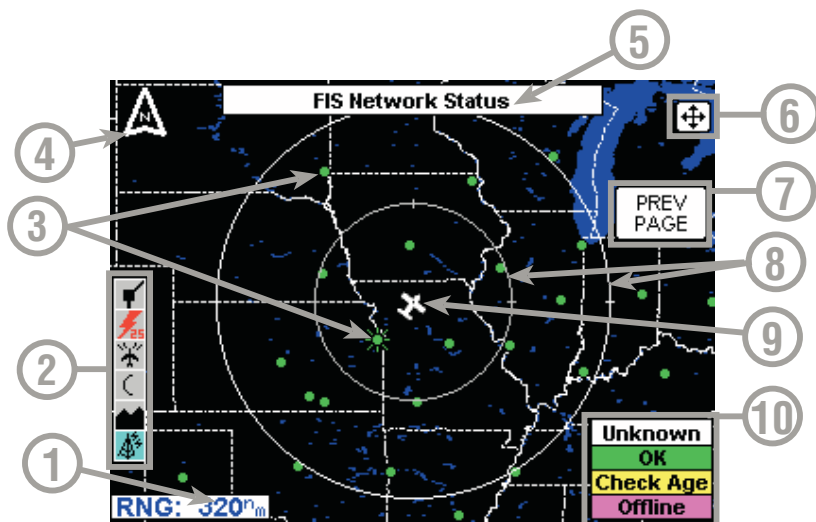 5
FIS Network Status
6
4
N
7
PREV
PAGE
3
8
9
25
2
10
Unknown
OK
Check Age
Offline
1
RNG: 320nm